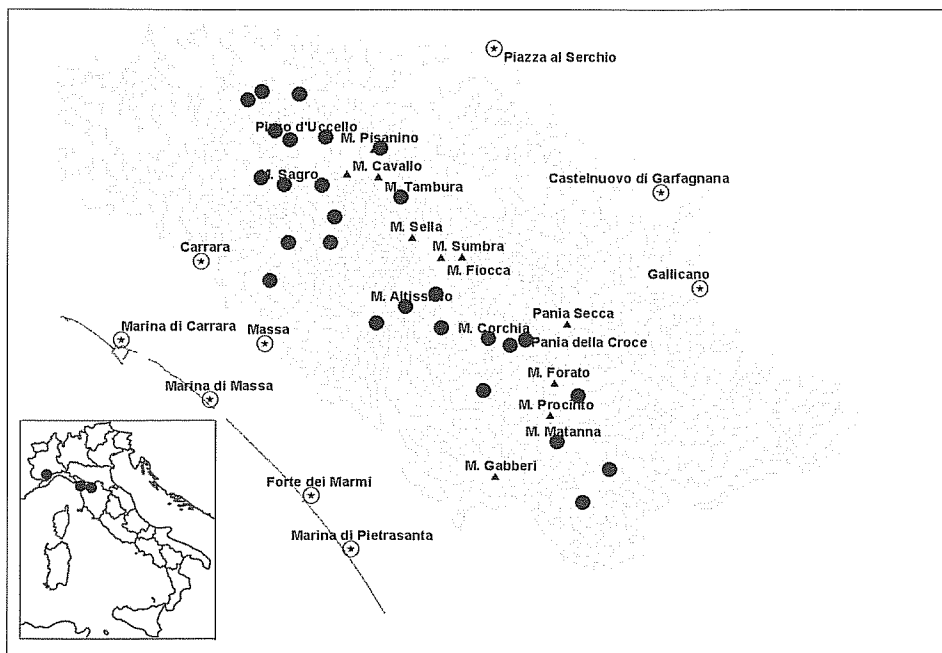 Piazza al Serchio
Pizzo d'Uccello
M. Pisanino
M. Cavallo
M. Sagro
M. Tambura
Castelnuovo di Garfagnana
M. Sella
Carrara
M. Sumbra
M. Fiocca
Gallicano
M. Altissimo
Pania Secca
Marina di Carrara
Massa
M. Corchia
Pania della Croce
M. Forato
Marina di Massa
M. Procinto
M. Matanna
M. Gabberi
Forte dei Marmi
Marina di Pietrasanta